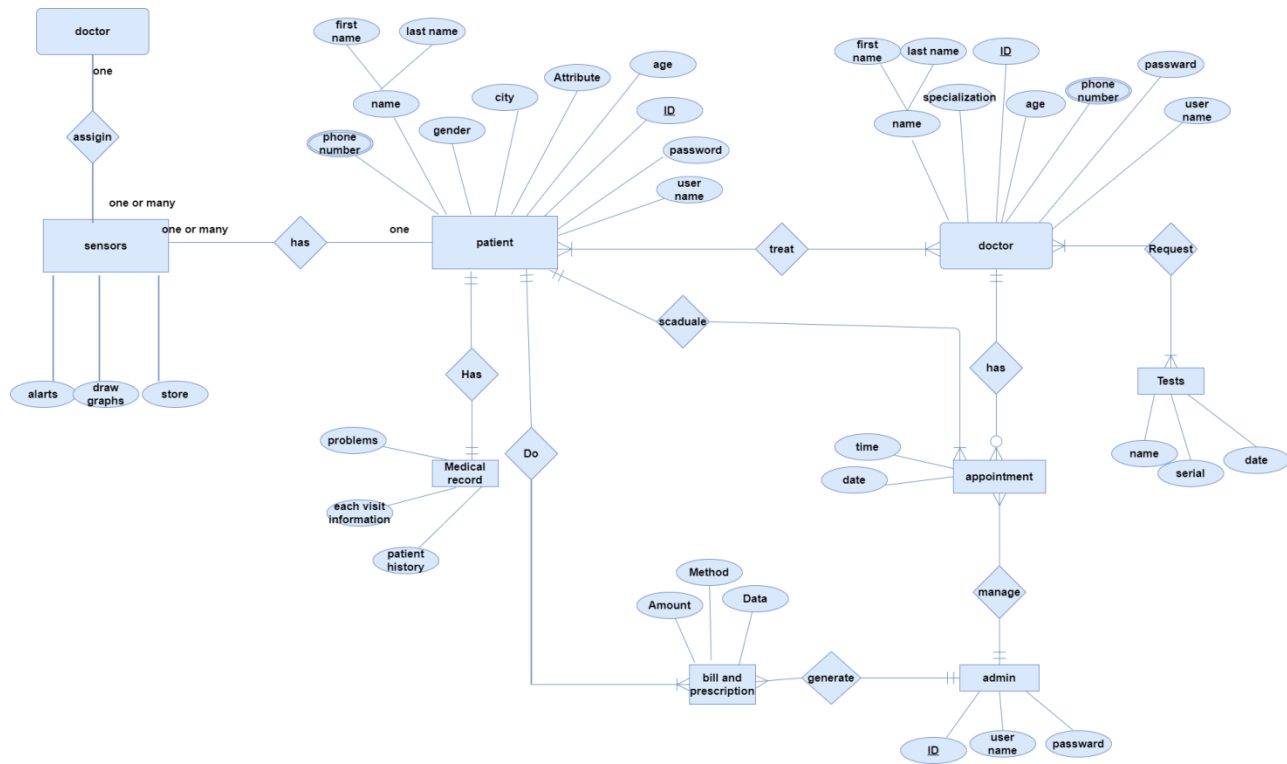 doctor
one
assigin
one or many
sensors
one or many
has
one
alarts
draw
graphs
store
first
name
last name
name
phone
number
gender
city
Attribute
age
ID
password
user
name
patient
treat
first
name
last name
name
specialization
ID
age
phone
number
passward
user
name
doctor
Request
scaduale
has
Has
Tests
name
serial
date
problems
Medical
record
each visit
information
patient
history
Do
time
date
appointment
manage
Method
Amount
Data
bill and
prescription
generate
admin
ID
user
name
passward